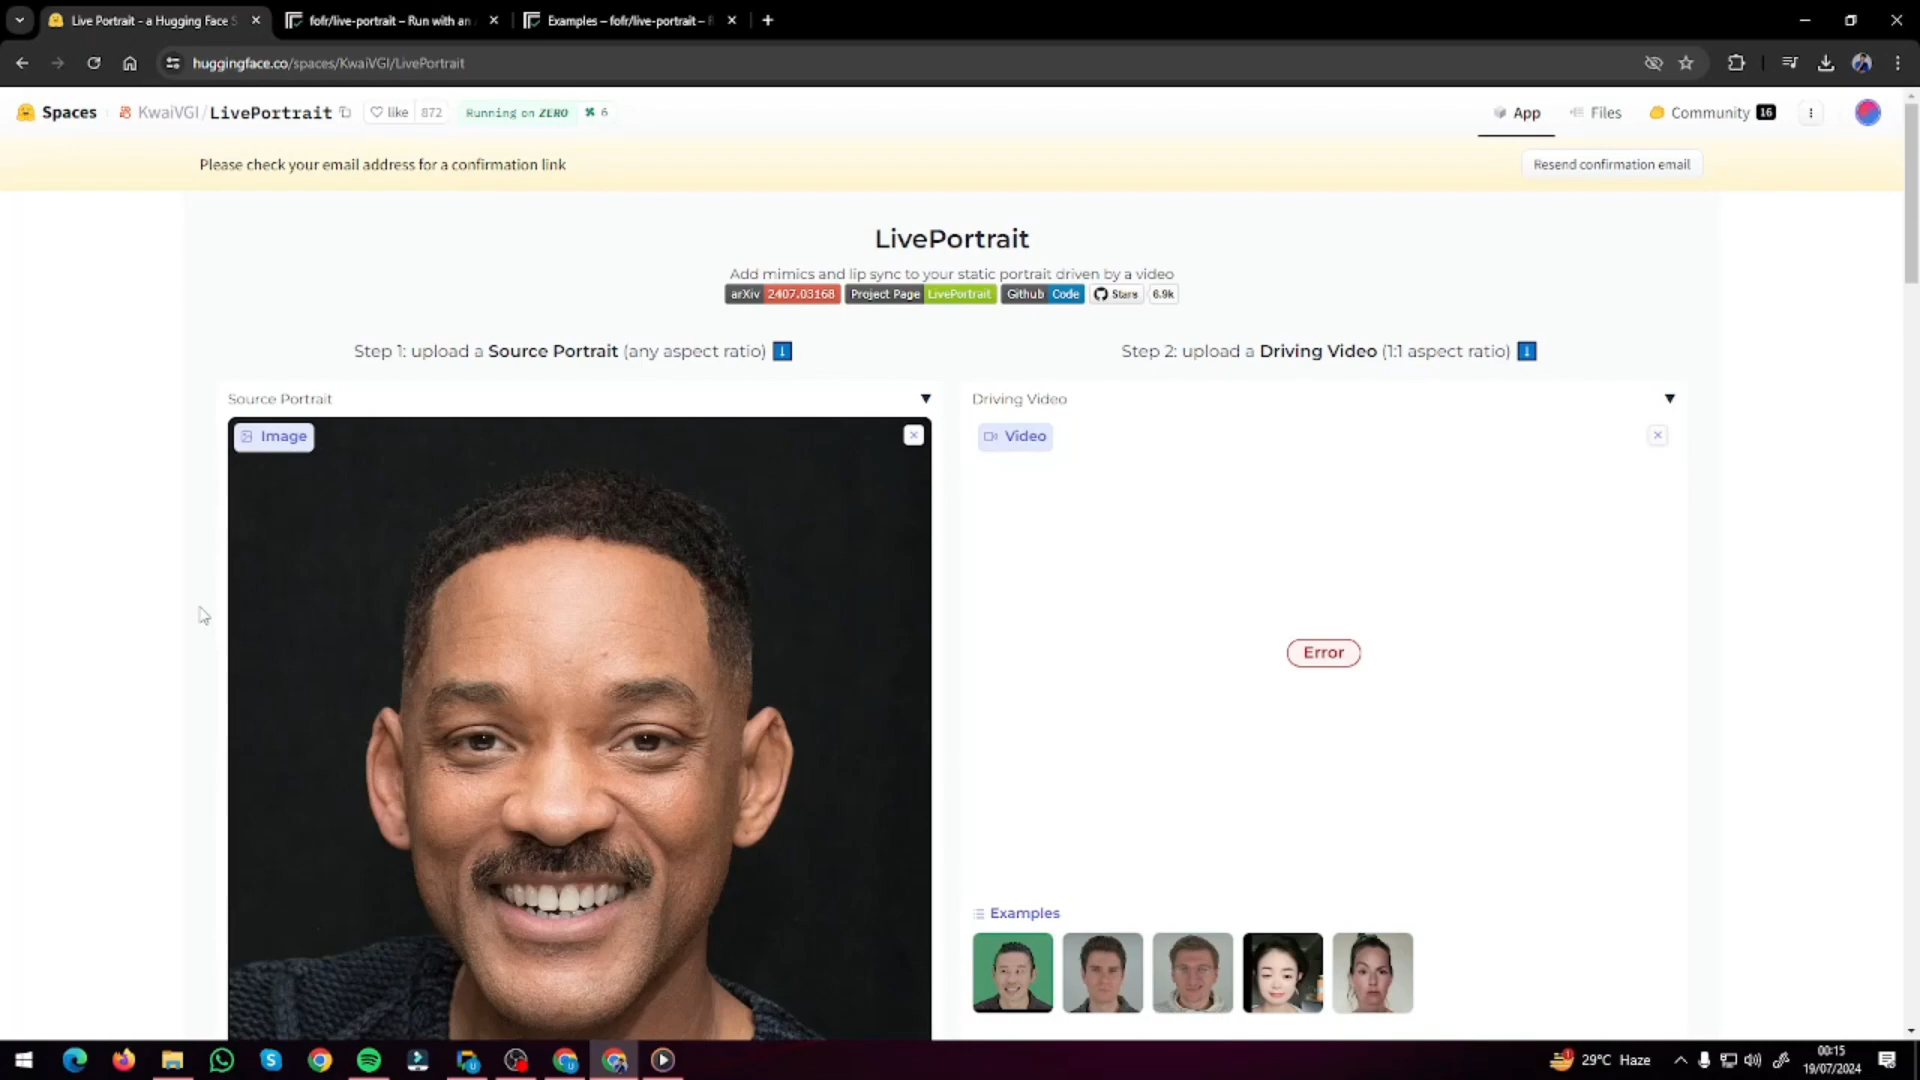 Live Portrait - a Hugging Face S
fofr/live-portrait – Run with an
Examples – fofr/live-portrait –
huggingface.co/spaces/KwaiVGI/LivePortrait
Spaces KwaiVGI/LivePortrait like 872 Running on ZERO 6
App Files Community 16
Please check your email address for a confirmation link
Resend confirmation email
LivePortrait
Add mimics and lip sync to your static portrait driven by a video
arXiv 2407.03168 Project Page LivePortrait Github Code Stars 6.9k
Step 1: upload a Source Portrait (any aspect ratio)
Step 2: upload a Driving Video (1:1 aspect ratio)
Source Portrait
Driving Video
Image
Video
Error
Examples
29°C Haze
00:15
19/07/2024